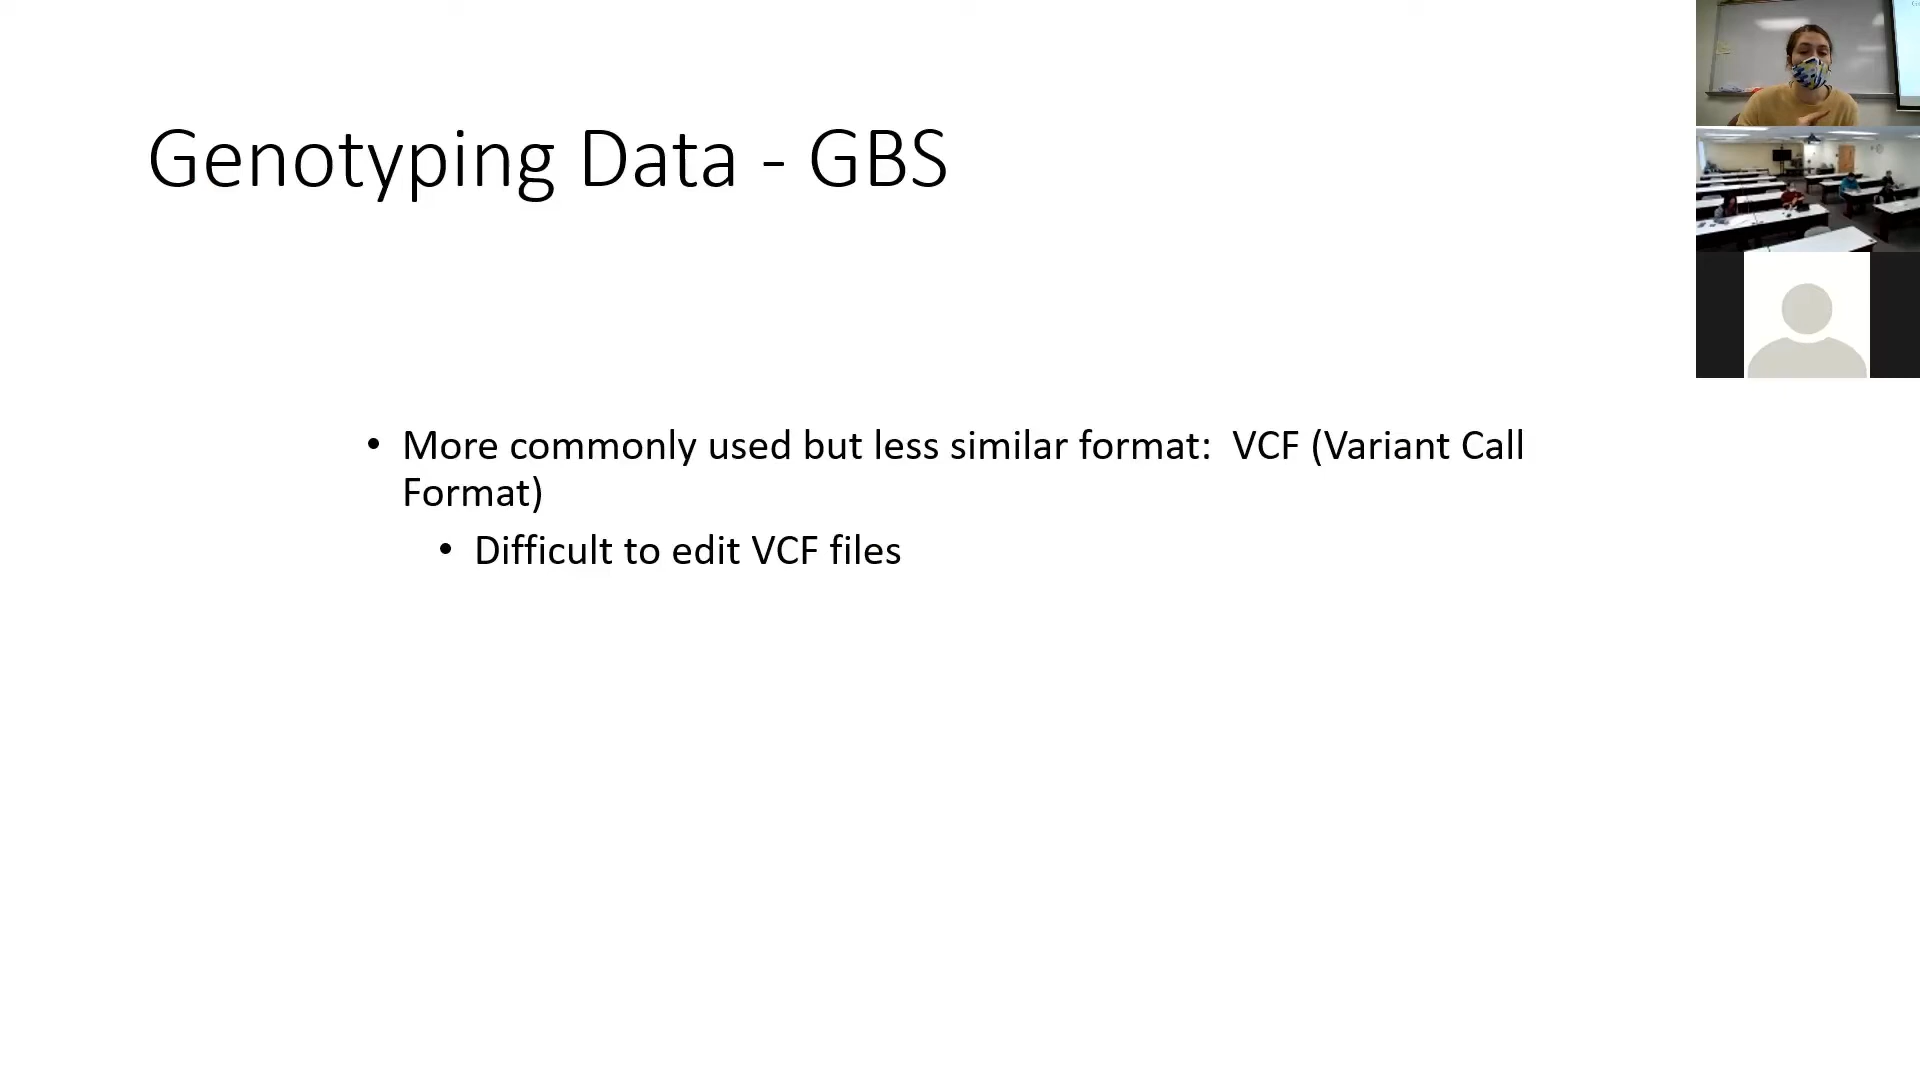 Genotyping Data - GBS
• More commonly used but less similar format:  VCF (Variant Call
Format)
• Difficult to edit VCF files